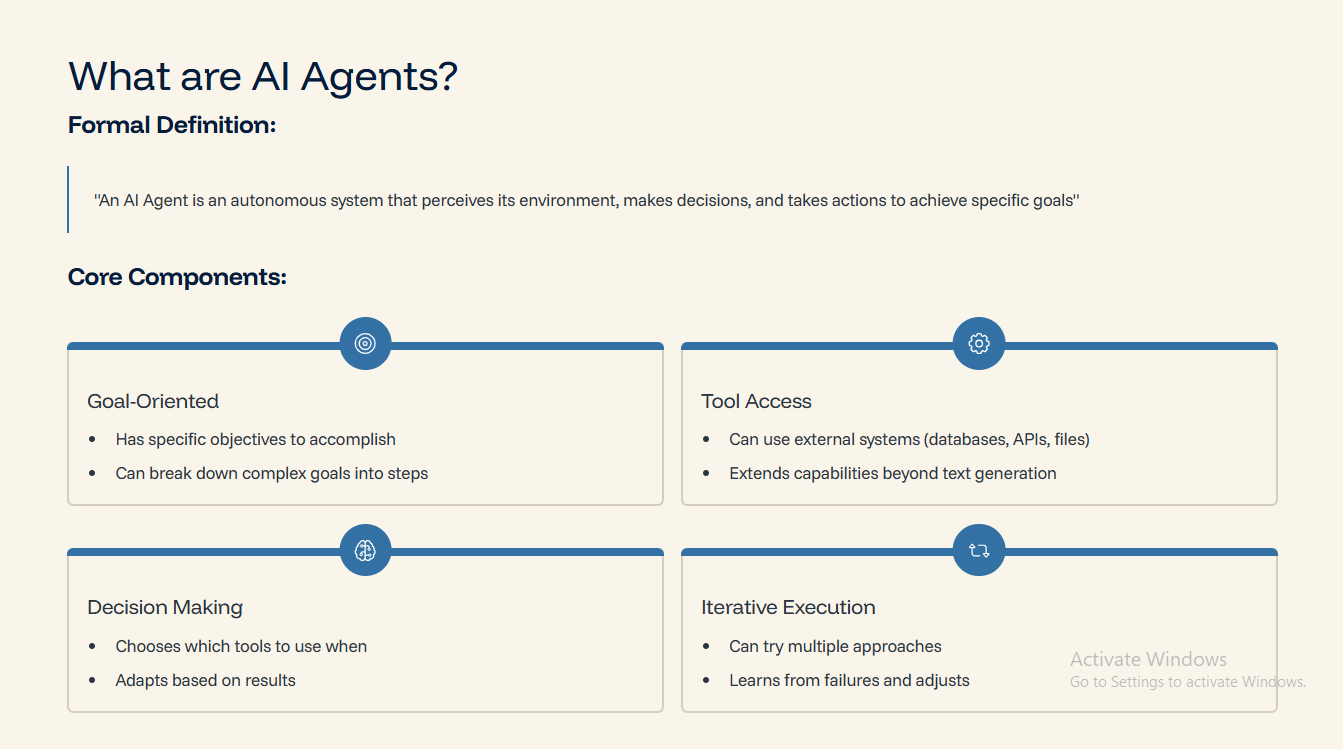 What are AI Agents?
Formal Definition:
"An AI Agent is an autonomous system that perceives its environment, makes decisions, and takes actions to achieve specific goals"
Core Components:
Goal-Oriented
• Has specific objectives to accomplish
• Can break down complex goals into steps
Tool Access
• Can use external systems (databases, APIs, files)
• Extends capabilities beyond text generation
Decision Making
• Chooses which tools to use when
• Adapts based on results
Iterative Execution
• Can try multiple approaches
• Learns from failures and adjusts
Activate Windows
Go to Settings to activate Windows.